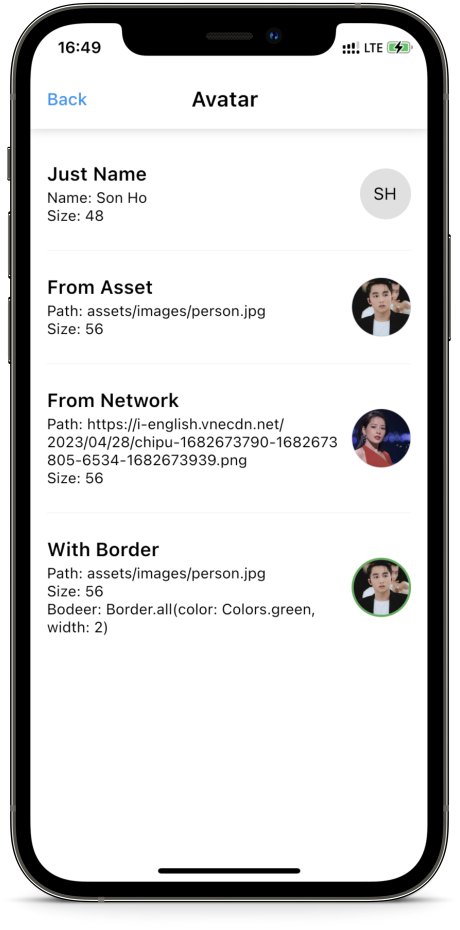 16:49
LTE
Back
Avatar
Just Name
Name: Son Ho
Size: 48
SH
From Asset
Path: assets/images/person.jpg
Size: 56
From Network
Path: https://i-english.vnecdn.net/
2023/04/28/chipu-1682673790-1682673
805-6534-1682673939.png
Size: 56
With Border
Path: assets/images/person.jpg
Size: 56
Bodeer: Border.all(color: Colors.green,
width: 2)